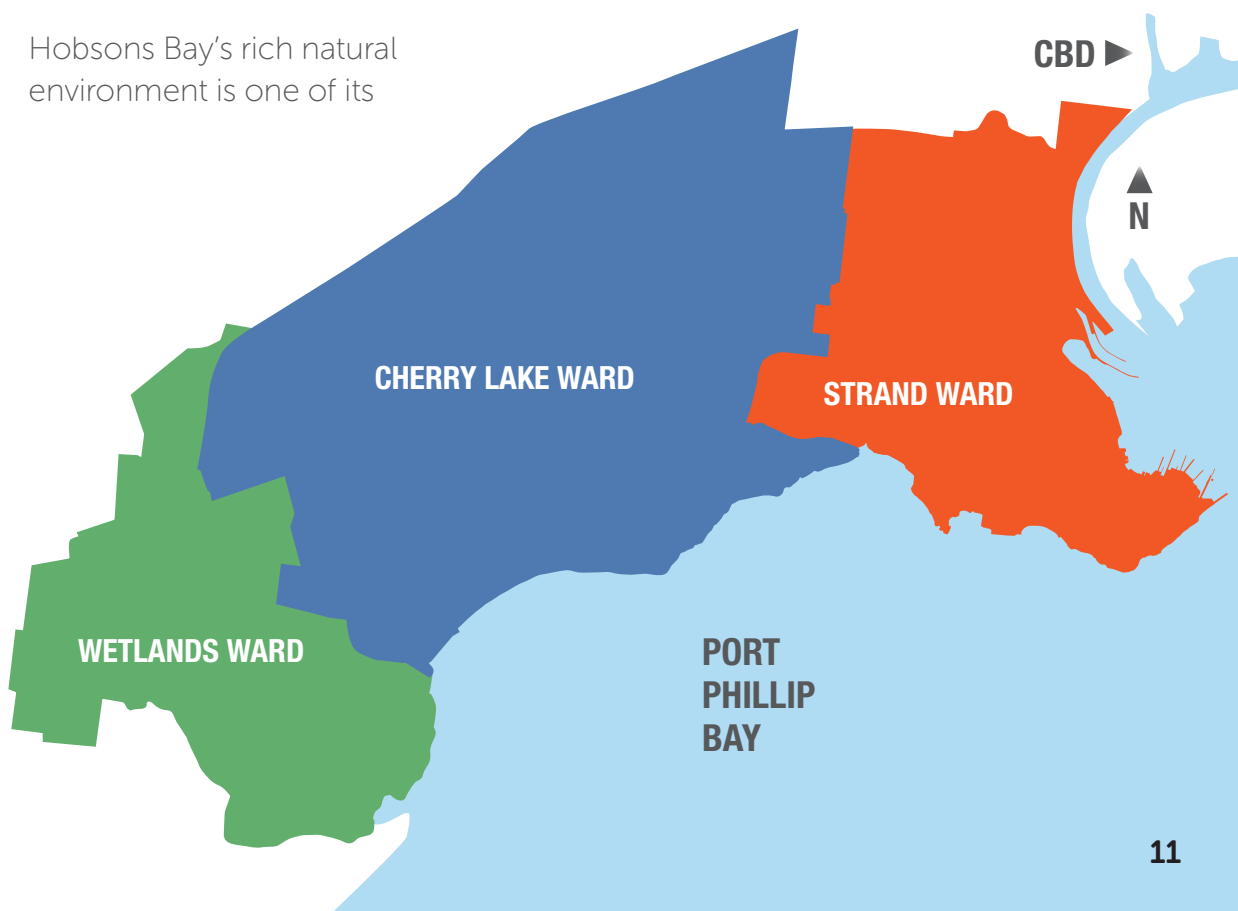 Hobsons Bay's rich natural
environment is one of its
CBD
N
CHERRY LAKE WARD
STRAND WARD
WETLANDS WARD
PORT
PHILLIP
BAY
11